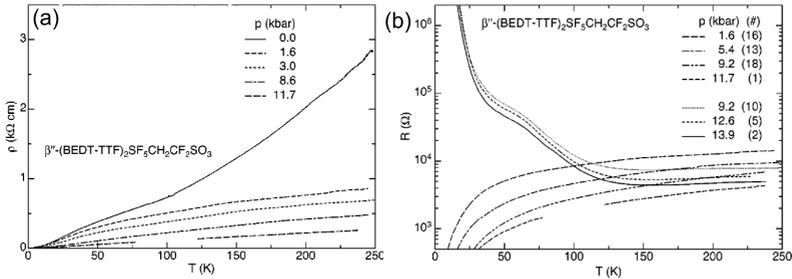 (a)
p (kbar)
0.0
1.6
3.0
8.6
11.7
β''-(BEDT-TTF)2SF5CH2CF2SO3
ρ (kΩ cm)
3
2
1
0
0 50 100 150 200 250
T (K)
(b)
β''-(BEDT-TTF)2SF5CH2CF2SO3
p (kbar) (#)
1.6 (16)
5.4 (13)
9.2 (18)
11.7 (1)
9.2 (10)
12.6 (5)
13.9 (2)
R (Ω)
10^6
10^5
10^4
10^3
0 50 100 150 200 250
T (K)